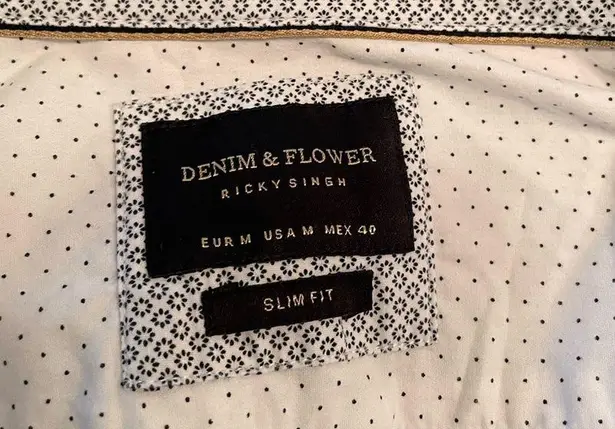 DENIM & FLOWER
RICKY SINGH
EUR M USA M MEX 40
SLIM FIT